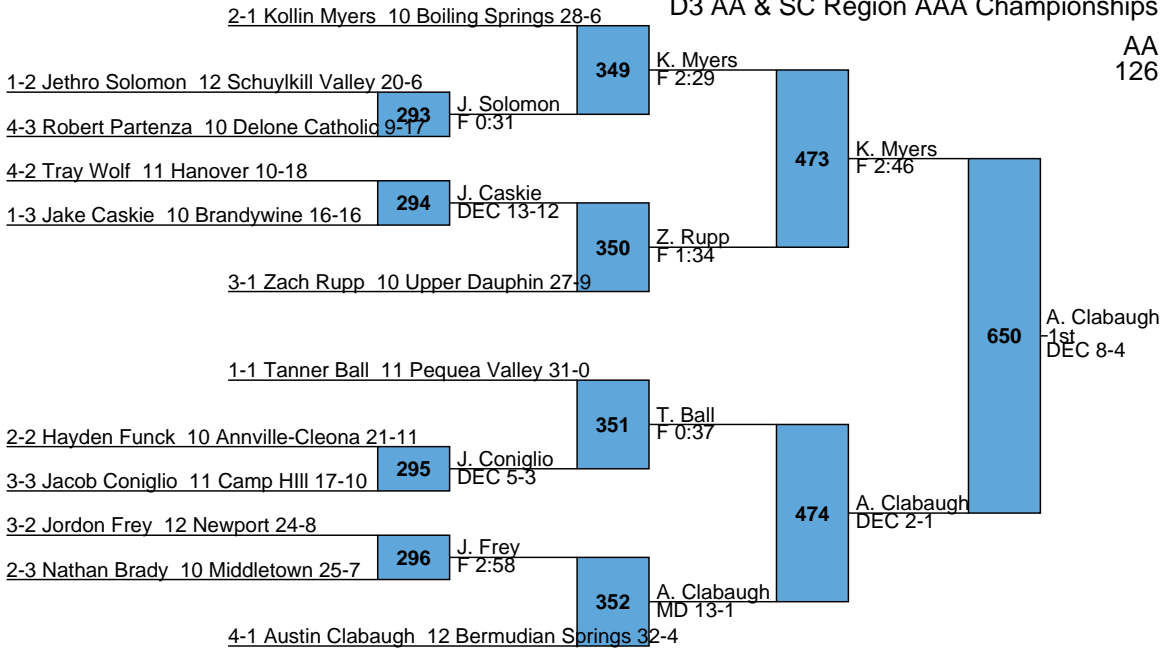 D3 AA & SC Region AAA Championships
AA
126
2-1 Kollin Myers 10 Boiling Springs 28-6
349
K. Myers
F 2:29
1-2 Jethro Solomon 12 Schuylkill Valley 20-6
293
J. Solomon
F 0:31
4-3 Robert Partenza 10 Delone Catholic 9-17
473
K. Myers
F 2:46
4-2 Tray Wolf 11 Hanover 10-18
294
J. Caskie
DEC 13-12
1-3 Jake Caskie 10 Brandywine 16-16
350
Z. Rupp
F 1:34
3-1 Zach Rupp 10 Upper Dauphin 27-9
650
A. Clabaugh
1st
DEC 8-4
1-1 Tanner Ball 11 Pequea Valley 31-0
351
T. Ball
F 0:37
2-2 Hayden Funck 10 Annville-Cleona 21-11
295
J. Coniglio
DEC 5-3
3-3 Jacob Coniglio 11 Camp HIll 17-10
474
A. Clabaugh
DEC 2-1
3-2 Jordon Frey 12 Newport 24-8
296
J. Frey
F 2:58
2-3 Nathan Brady 10 Middletown 25-7
352
A. Clabaugh
MD 13-1
4-1 Austin Clabaugh 12 Bermudian Springs 32-4